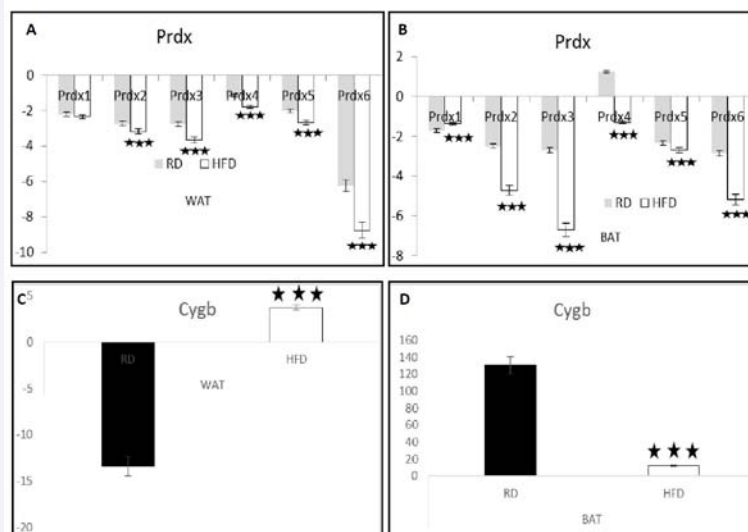 A
Prdx
0
-2
-4
-6
-8
-10
Prdx1 Prdx2 Prdx3 Prdx4 Prdx5 Prdx6
★★★ ★★★ ★★★ ★★★ ★★★
RD HFD
WAT
B
Prdx
2
0
-2
-4
-6
-8
Prdx1 Prdx2 Prdx3 Prdx4 Prdx5 Prdx6
★★★ ★★★ ★★★ ★★★ ★★★ ★★★
RD HFD
BAT
C
Cygb
★★★
5
0
-5
-10
-15
-20
RD HFD
WAT
D
Cygb
160
140
120
100
80
60
40
20
0
★★★
RD HFD
BAT